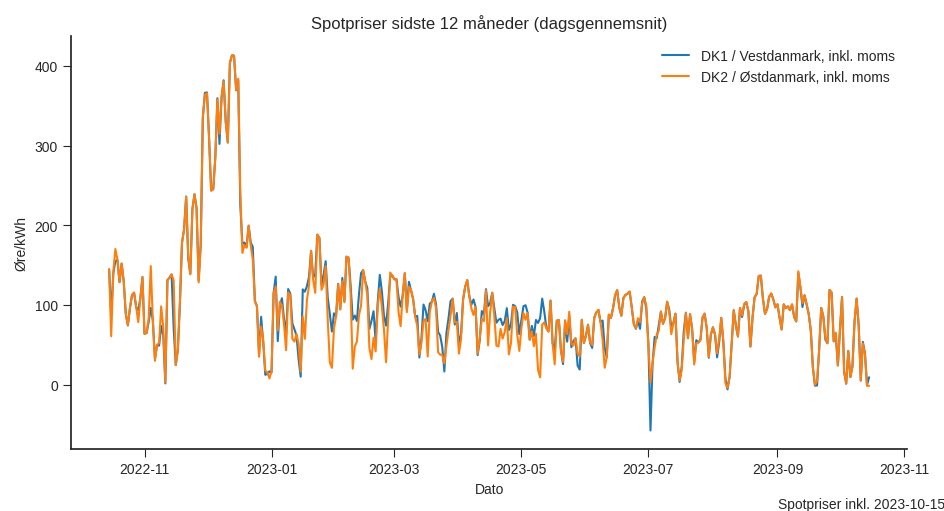 Spotpriser sidste 12 måneder (dagsgennemsnit)
DK1 / Vestdanmark, inkl. moms
DK2 / Østdanmark, inkl. moms
Øre/kWh
400
300
200
100
0
2022-11 2023-01 2023-03 2023-05 2023-07 2023-09 2023-11
Dato
Spotpriser inkl. 2023-10-15